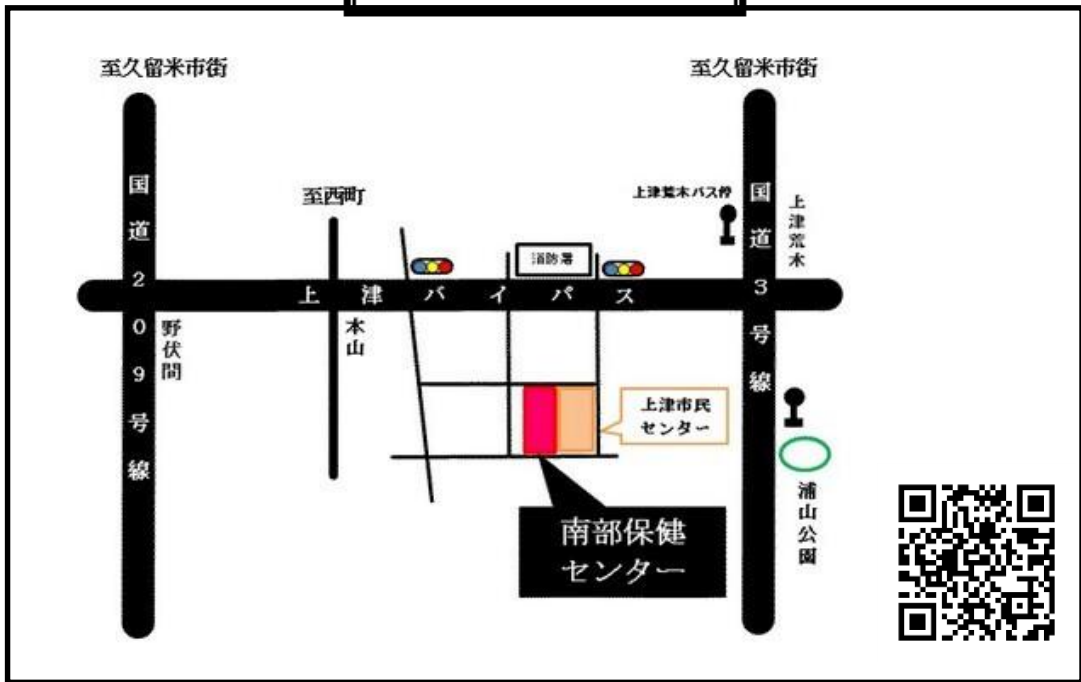 至久留米市街
至久留米市街
国道209号線
至西町
上津荒木バス停
国道3号線
上津荒木
消防署
上津バイパス
野伏間
本山
上津市民
センター
南部保健
センター
浦山公園